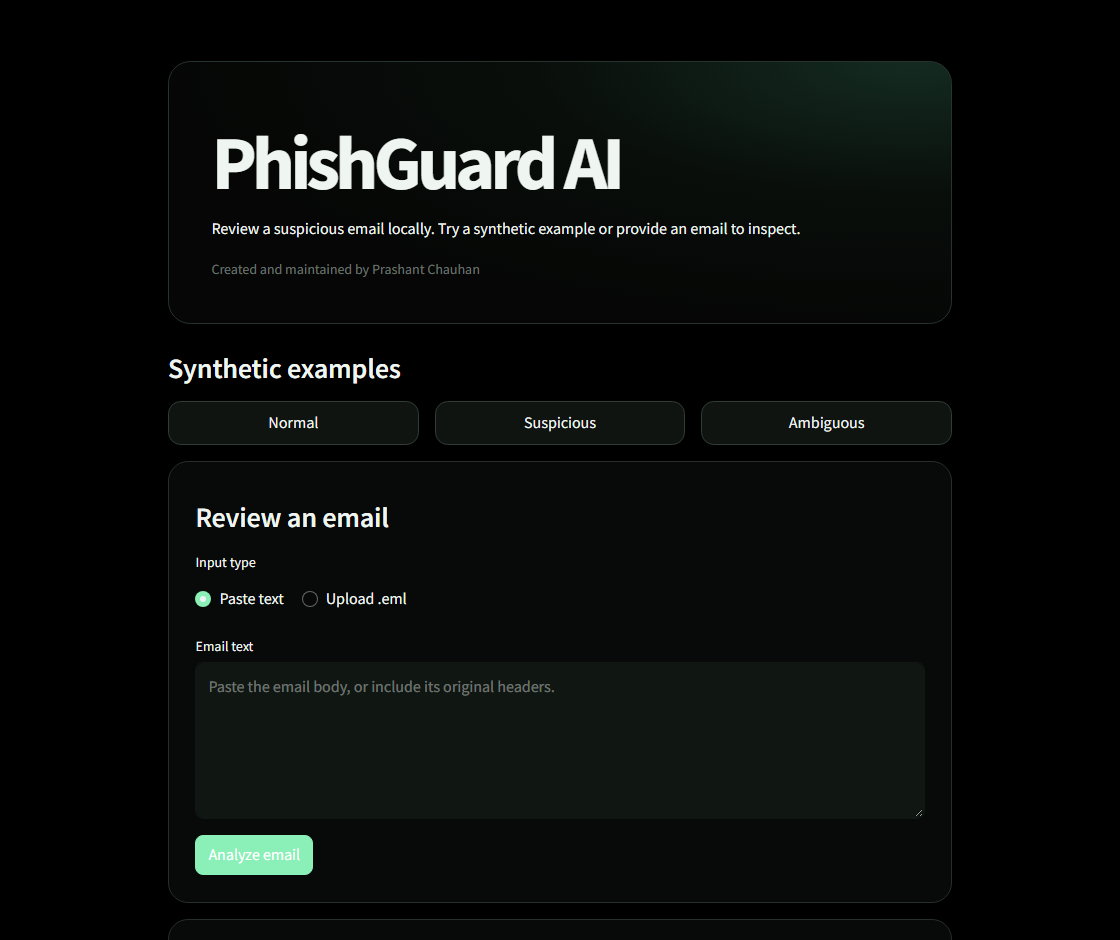 PhishGuard AI
Review a suspicious email locally. Try a synthetic example or provide an email to inspect.
Created and maintained by Prashant Chauhan
Synthetic examples
Normal
Suspicious
Ambiguous
Review an email
Input type
Paste text
Upload .eml
Email text
Paste the email body, or include its original headers.
Analyze email